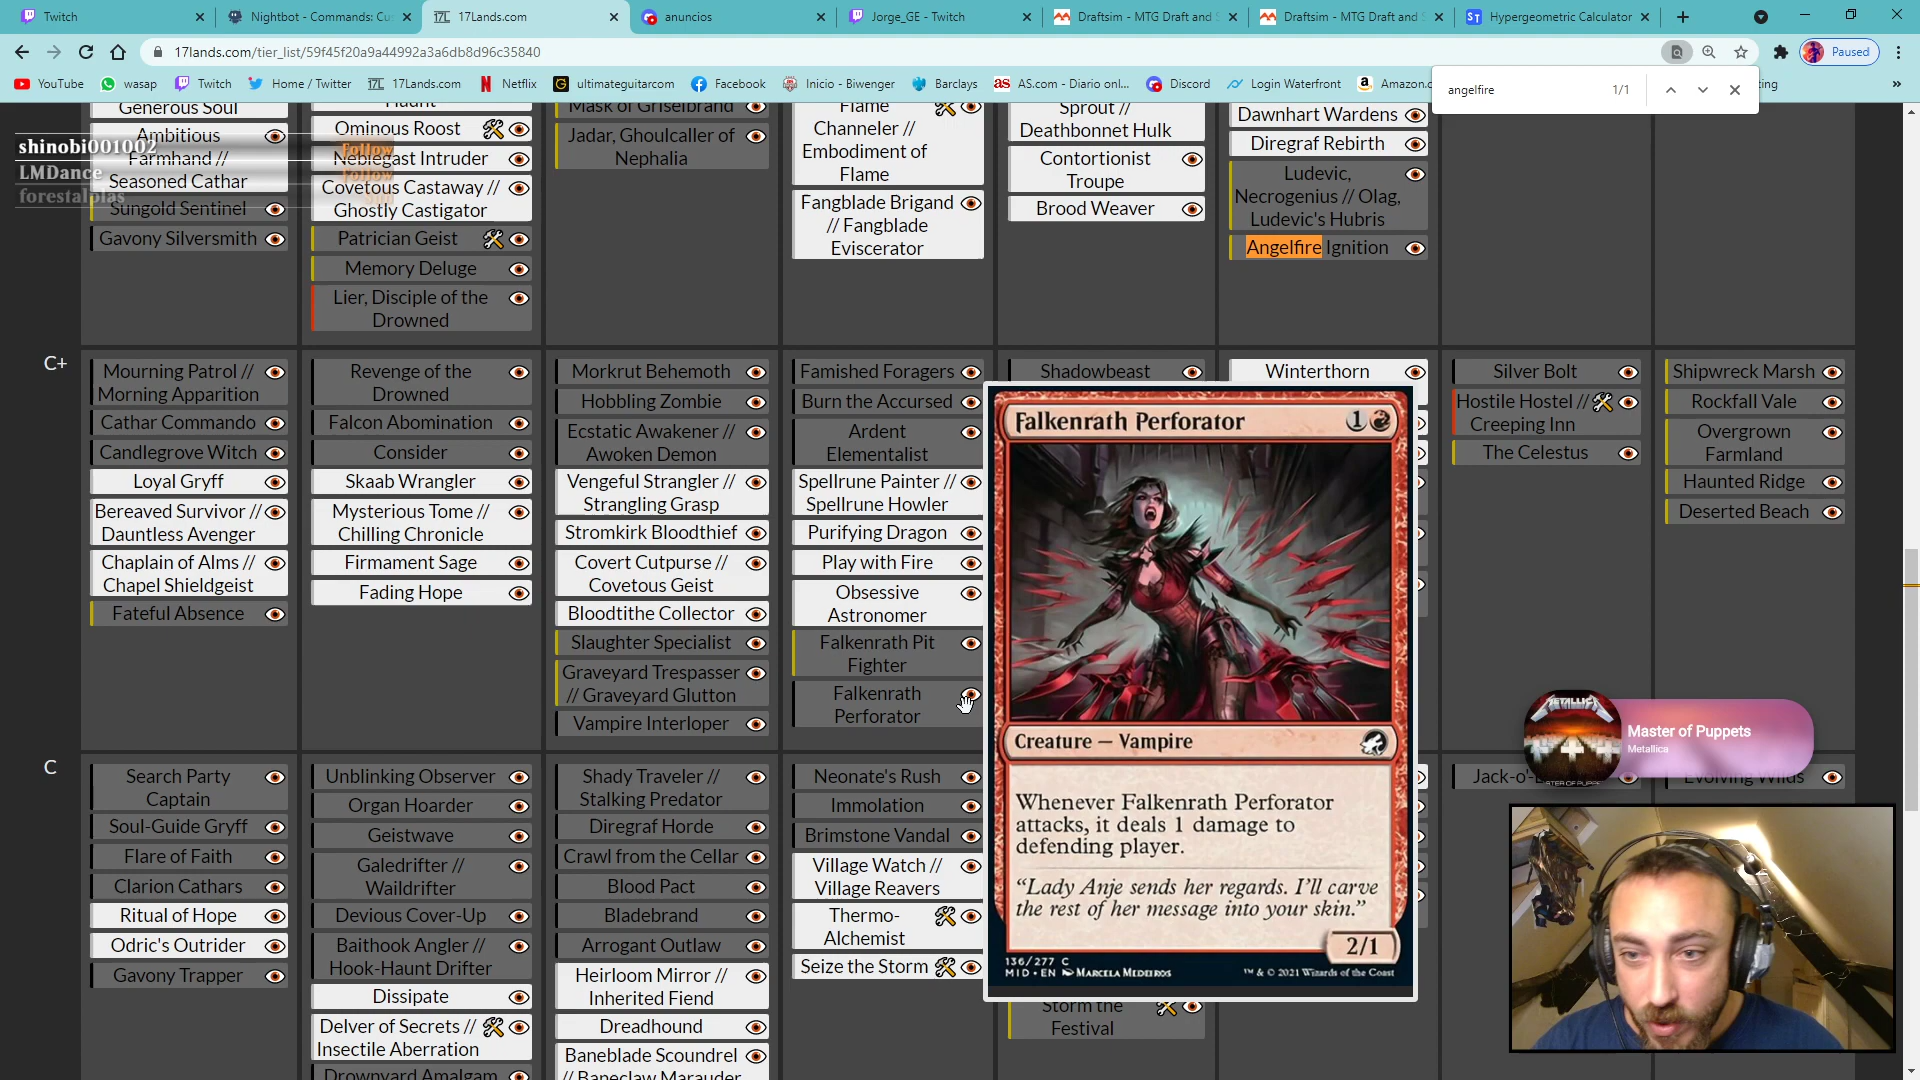 Twitch
Nightbot - Commands: Cu
17Lands.com
anuncios
Jorge_GE - Twitch
Draftsim - MTG Draft and
Draftsim - MTG Draft and
Hypergeometric Calculator
17lands.com/tier_list/59f45f20a9a44992a3a6db8d96c35840
Paused
YouTube
wasap
Twitch
Home / Twitter
17Lands.com
Netflix
ultimateguitarcom
Facebook
Inicio - Biwenger
Barclays
AS.com - Diario onl...
Discord
Login Waterfront
Amazon.c
angelfire
1/1
shinobi001002
Follow
LMDance
Follow
forestalplas
Generous Soul
Ambitious
Farmhand //
Seasoned Cathar
Sungold Sentinel
Gavony Silversmith
Ominous Roost
Nebelgast Intruder
Covetous Castaway //
Ghostly Castigator
Patrician Geist
Memory Deluge
Lier, Disciple of the
Drowned
Mask of Griselbrand
Jadar, Ghoulcaller of
Nephalia
Flame
Channeler //
Embodiment of
Flame
Fangblade Brigand
// Fangblade
Eviscerator
Sprout //
Deathbonnet Hulk
Contortionist
Troupe
Brood Weaver
Dawnhart Wardens
Diregraf Rebirth
Ludevic,
Necrogenius // Olag,
Ludevic's Hubris
Angelfire Ignition
C+
Mourning Patrol //
Morning Apparition
Cathar Commando
Candlegrove Witch
Loyal Gryff
Bereaved Survivor //
Dauntless Avenger
Chaplain of Alms //
Chapel Shieldgeist
Fateful Absence
Revenge of the
Drowned
Falcon Abomination
Consider
Skaab Wrangler
Mysterious Tome //
Chilling Chronicle
Firmament Sage
Fading Hope
Morkrut Behemoth
Hobbling Zombie
Ecstatic Awakener //
Awoken Demon
Vengeful Strangler //
Strangling Grasp
Stromkirk Bloodthief
Covert Cutpurse //
Covetous Geist
Bloodtithe Collector
Slaughter Specialist
Graveyard Trespasser
// Graveyard Glutton
Vampire Interloper
Famished Foragers
Burn the Accursed
Ardent
Elementalist
Spellrune Painter //
Spellrune Howler
Purifying Dragon
Play with Fire
Obsessive
Astronomer
Falkenrath Pit
Fighter
Falkenrath
Perforator
Shadowbeast
Winterthorn
Silver Bolt
Hostile Hostel //
Creeping Inn
The Celestus
Shipwreck Marsh
Rockfall Vale
Overgrown
Farmland
Haunted Ridge
Deserted Beach
Falkenrath Perforator
1
Creature — Vampire
Whenever Falkenrath Perforator
attacks, it deals 1 damage to
defending player.
“Lady Anje sends her regards. I’ll carve
the rest of her message into your skin.”
2/1
136/277 C
MID • EN Marcela Medeiros
™ & © 2021 Wizards of the Coast
METALLICA
Master of Puppets
Metallica
C
Search Party
Captain
Soul-Guide Gryff
Flare of Faith
Clarion Cathars
Ritual of Hope
Odric's Outrider
Gavony Trapper
Unblinking Observer
Organ Hoarder
Geistwave
Galedrifter //
Waildrifter
Devious Cover-Up
Baithook Angler //
Hook-Haunt Drifter
Dissipate
Delver of Secrets //
Insectile Aberration
Drownyard Amalgam
Shady Traveler //
Stalking Predator
Diregraf Horde
Crawl from the Cellar
Blood Pact
Bladebrand
Arrogant Outlaw
Heirloom Mirror //
Inherited Fiend
Dreadhound
Baneblade Scoundrel
// Baneclaw Marauder
Neonate's Rush
Immolation
Brimstone Vandal
Village Watch //
Village Reavers
Thermo-
Alchemist
Seize the Storm
Storm the
Festival
Jack-o'-
Evolving Wilds